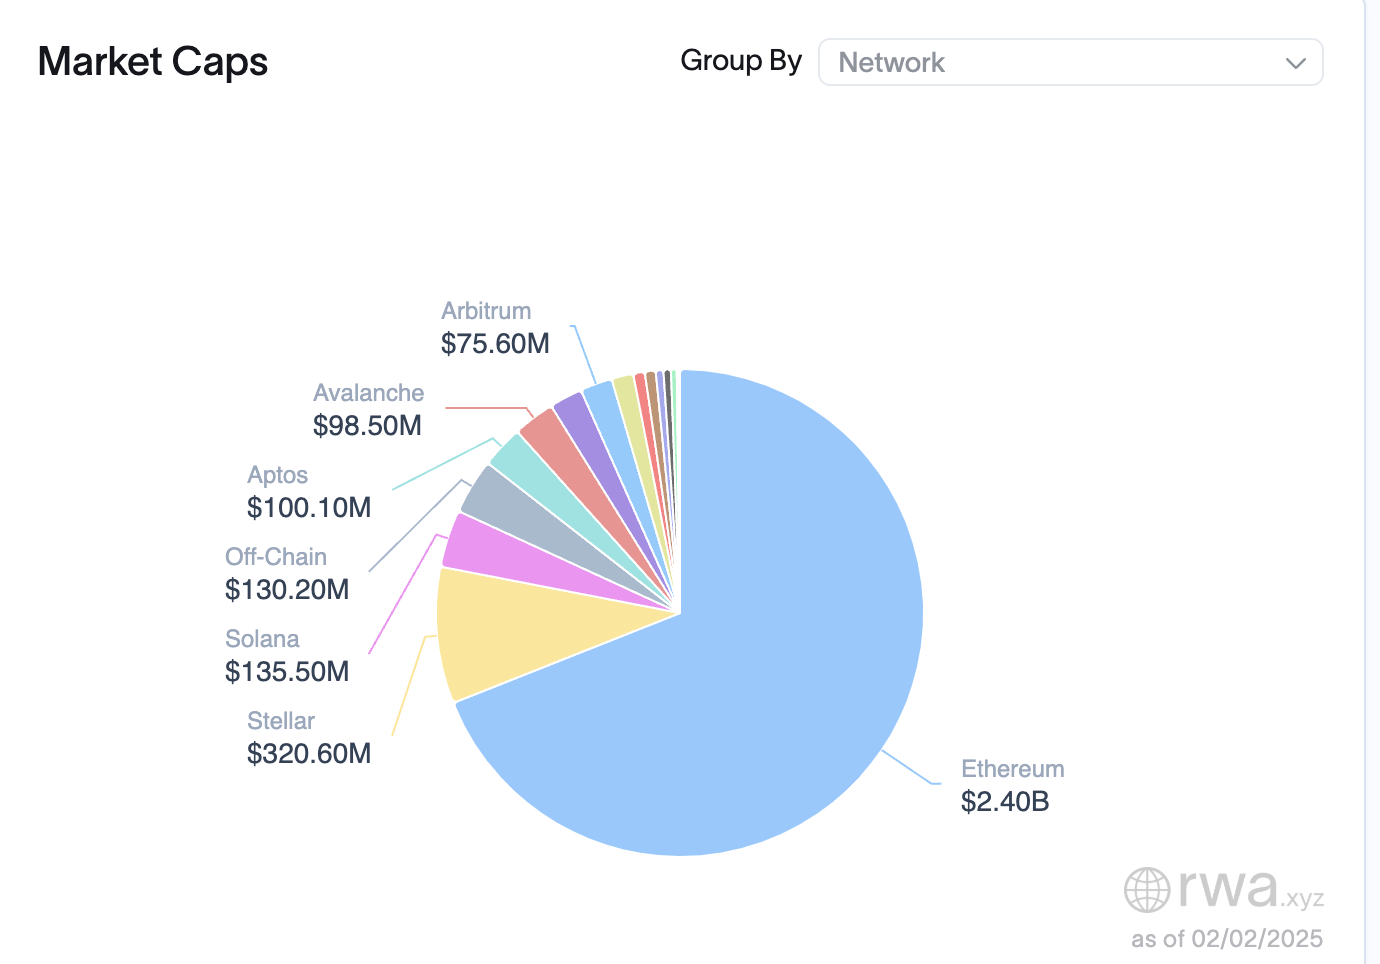 Market Caps
Group By
Network
Arbitrum
$75.60M
Avalanche
$98.50M
Aptos
$100.10M
Off-Chain
$130.20M
Solana
$135.50M
Stellar
$320.60M
Ethereum
$2.40B
rwa.xyz
as of 02/02/2025